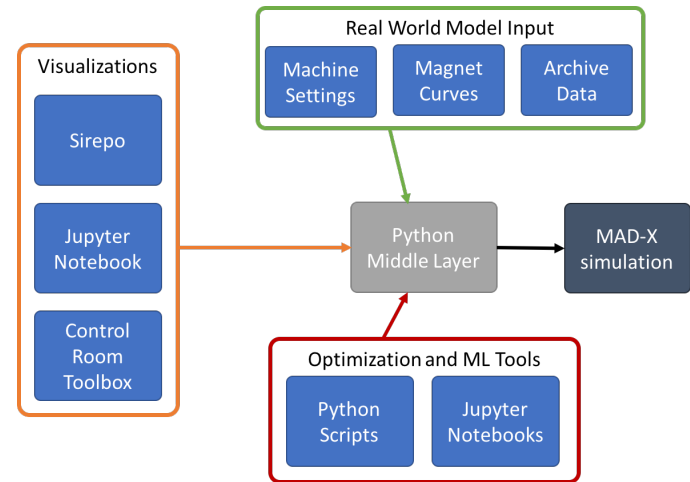 Real World Model Input
Machine
Settings
Magnet
Curves
Archive
Data
Visualizations
Sirepo
Jupyter
Notebook
Control
Room
Toolbox
Python
Middle Layer
MAD-X
simulation
Optimization and ML Tools
Python
Scripts
Jupyter
Notebooks